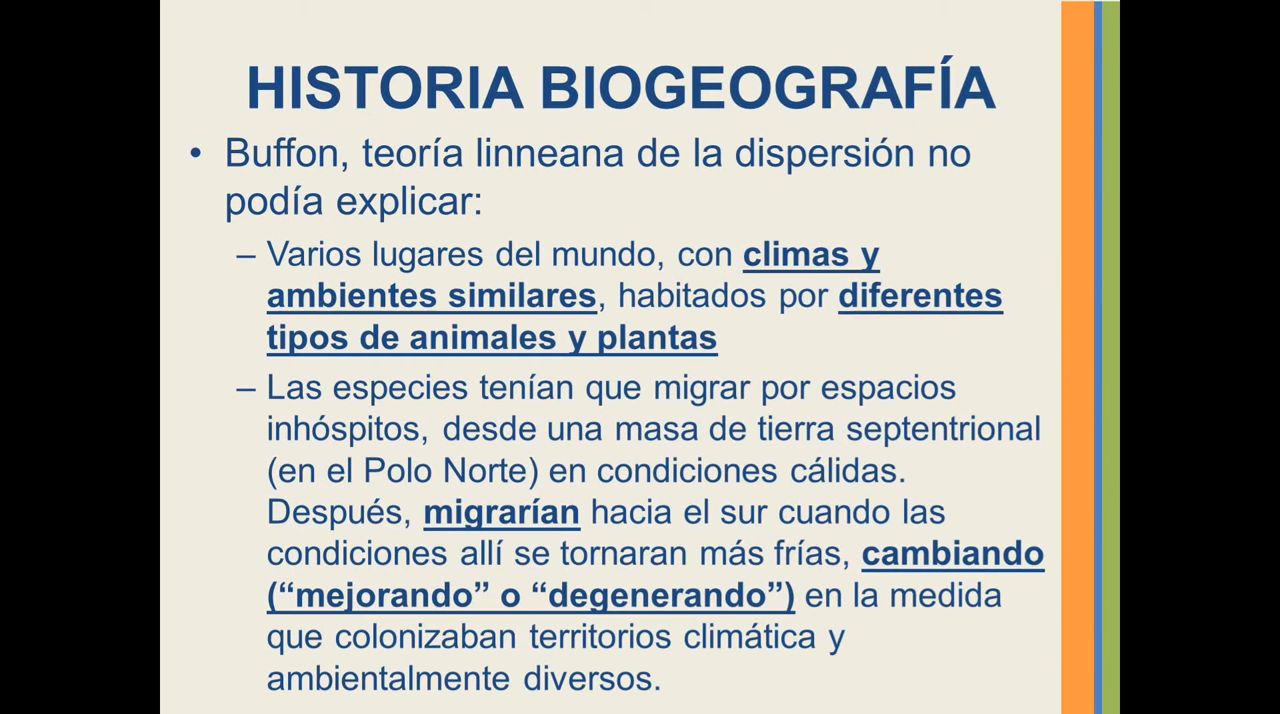 HISTORIA BIOGEOGRAFÍA
• Buffon, teoría linneana de la dispersión no
podía explicar:
– Varios lugares del mundo, con climas y
ambientes similares, habitados por diferentes
tipos de animales y plantas
– Las especies tenían que migrar por espacios
inhóspitos, desde una masa de tierra septentrional
(en el Polo Norte) en condiciones cálidas.
Después, migrarían hacia el sur cuando las
condiciones allí se tornaran más frías, cambiando
(“mejorando” o “degenerando”) en la medida
que colonizaban territorios climática y
ambientalmente diversos.